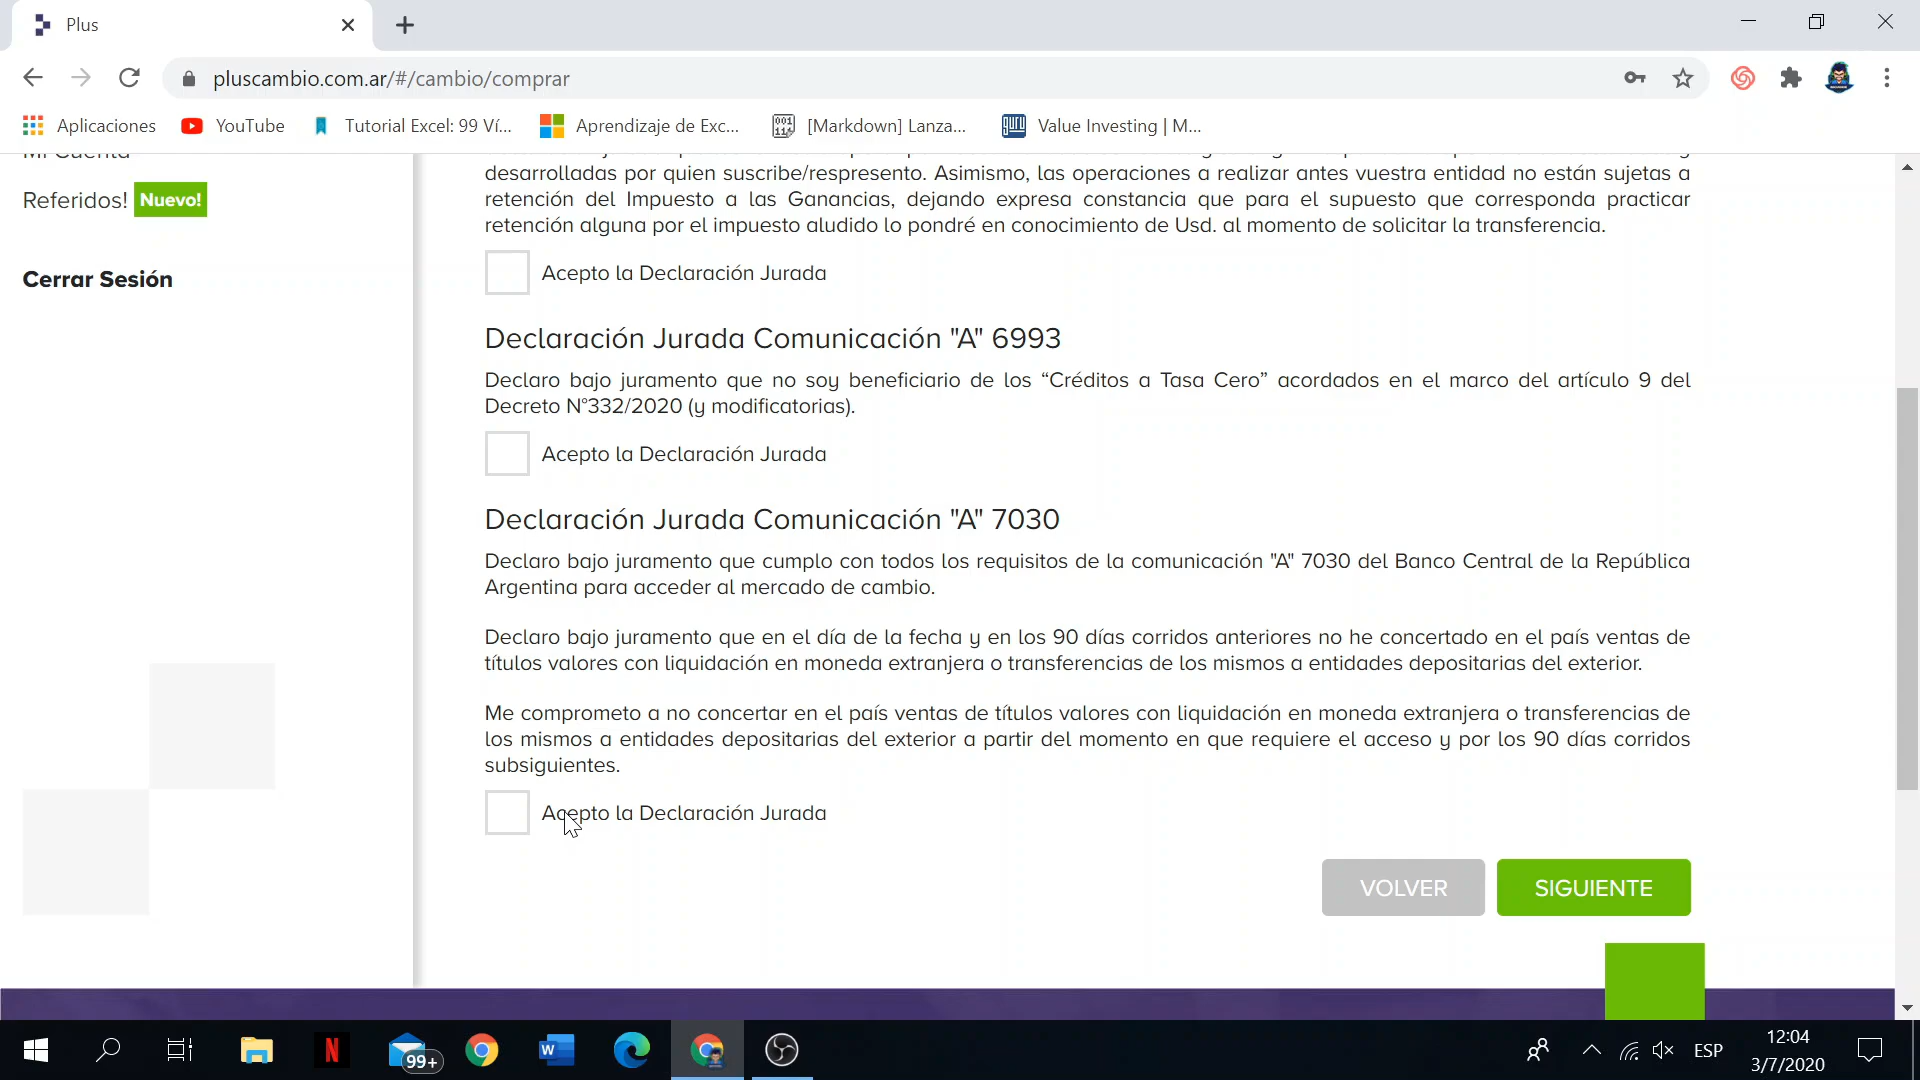 Plus
pluscambio.com.ar/#/cambio/comprar
Aplicaciones YouTube Tutorial Excel: 99 Ví... Aprendizaje de Exc... [Markdown] Lanza... Value Investing | M...
Mi Cuenta
Referidos! Nuevo!
Cerrar Sesión
desarrolladas por quien suscribe/respresento. Asimismo, las operaciones a realizar antes vuestra entidad no están sujetas a
retención del Impuesto a las Ganancias, dejando expresa constancia que para el supuesto que corresponda practicar
retención alguna por el impuesto aludido lo pondré en conocimiento de Usd. al momento de solicitar la transferencia.
Acepto la Declaración Jurada
Declaración Jurada Comunicación "A" 6993
Declaro bajo juramento que no soy beneficiario de los “Créditos a Tasa Cero” acordados en el marco del artículo 9 del
Decreto N°332/2020 (y modificatorias).
Acepto la Declaración Jurada
Declaración Jurada Comunicación "A" 7030
Declaro bajo juramento que cumplo con todos los requisitos de la comunicación "A" 7030 del Banco Central de la República
Argentina para acceder al mercado de cambio.
Declaro bajo juramento que en el día de la fecha y en los 90 días corridos anteriores no he concertado en el país ventas de
títulos valores con liquidación en moneda extranjera o transferencias de los mismos a entidades depositarias del exterior.
Me comprometo a no concertar en el país ventas de títulos valores con liquidación en moneda extranjera o transferencias de
los mismos a entidades depositarias del exterior a partir del momento en que requiere el acceso y por los 90 días corridos
subsiguientes.
Acepto la Declaración Jurada
VOLVER SIGUIENTE
99+
ESP
12:04
3/7/2020